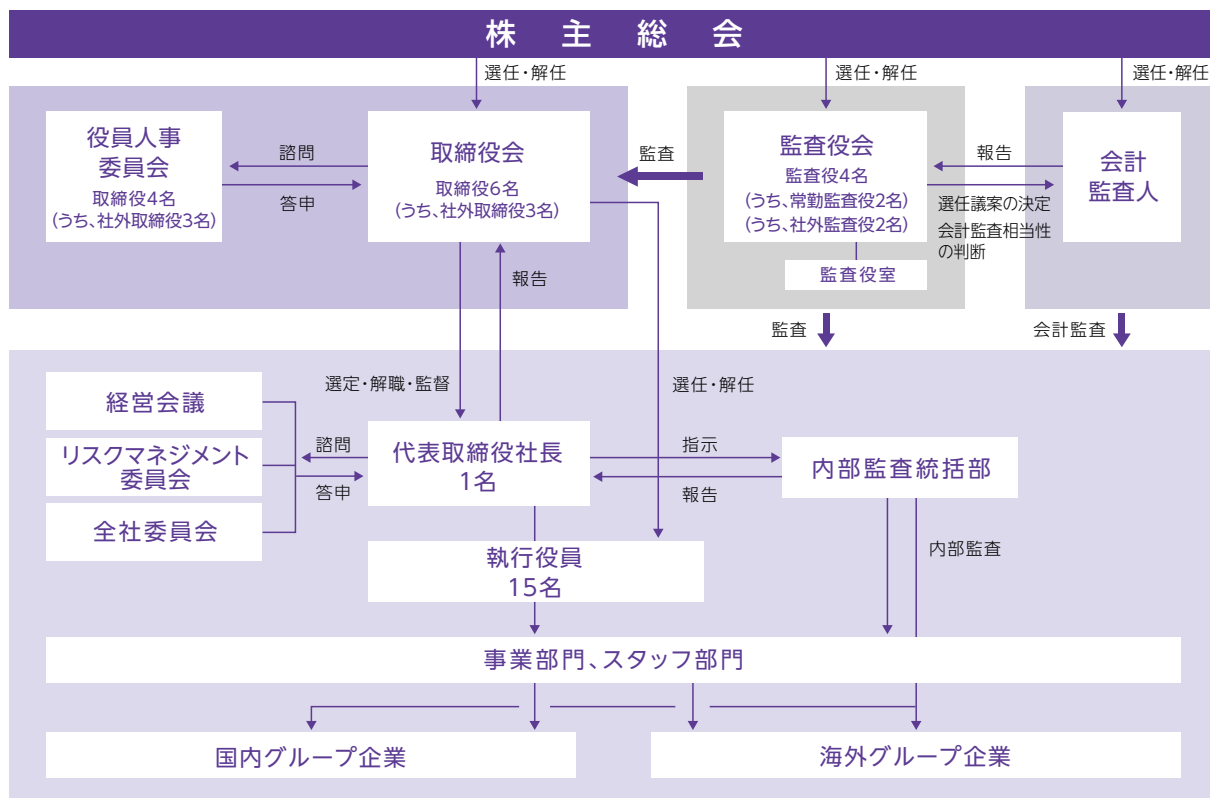 株主総会
選任・解任
選任・解任
選任・解任
役員人事
委員会
取締役4名
(うち、社外取締役3名)
諮問
答申
取締役会
取締役6名
(うち、社外取締役3名)
監査
監査役会
監査役4名
(うち、常勤監査役2名)
(うち、社外監査役2名)
監査役室
報告
選任議案の決定
会計監査相当性
の判断
会計
監査人
報告
監査
会計監査
選定・解職・監督
選任・解任
経営会議
リスクマネジメント
委員会
全社委員会
諮問
答申
代表取締役社長
1名
指示
報告
内部監査統括部
執行役員
15名
内部監査
事業部門、スタッフ部門
国内グループ企業
海外グループ企業